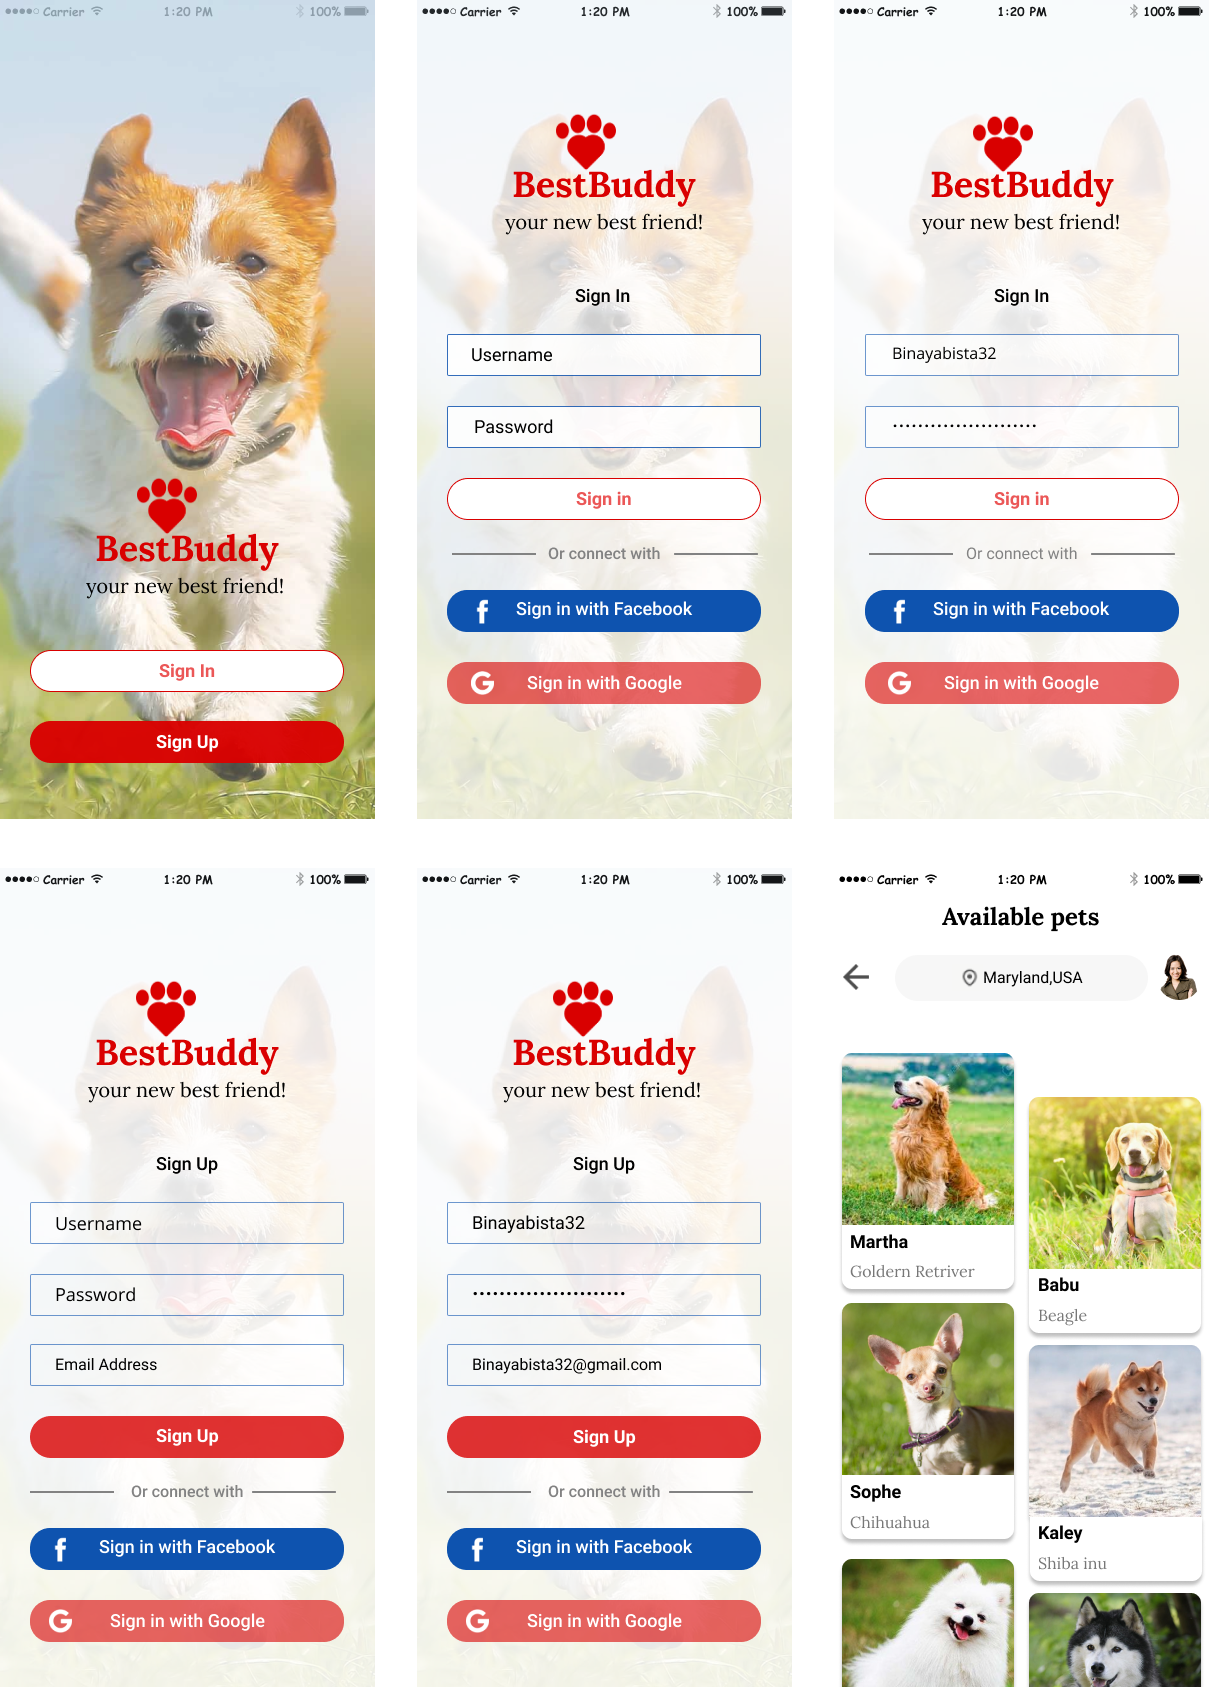 Carrier 1:20 PM 100%
BestBuddy
your new best friend!
Sign In
Sign Up
Carrier 1:20 PM 100%
BestBuddy
your new best friend!
Sign In
Username
Password
Sign in
Or connect with
f Sign in with Facebook
G Sign in with Google
Carrier 1:20 PM 100%
BestBuddy
your new best friend!
Sign In
Binayabista32
Sign in
Or connect with
f Sign in with Facebook
G Sign in with Google
Carrier 1:20 PM 100%
BestBuddy
your new best friend!
Sign Up
Username
Password
Email Address
Sign Up
Or connect with
f Sign in with Facebook
G Sign in with Google
Carrier 1:20 PM 100%
BestBuddy
your new best friend!
Sign Up
Binayabista32
Binayabista32@gmail.com
Sign Up
Or connect with
f Sign in with Facebook
G Sign in with Google
Carrier 1:20 PM 100%
Available pets
Maryland,USA
Martha
Goldern Retriver
Babu
Beagle
Sophe
Chihuahua
Kaley
Shiba inu